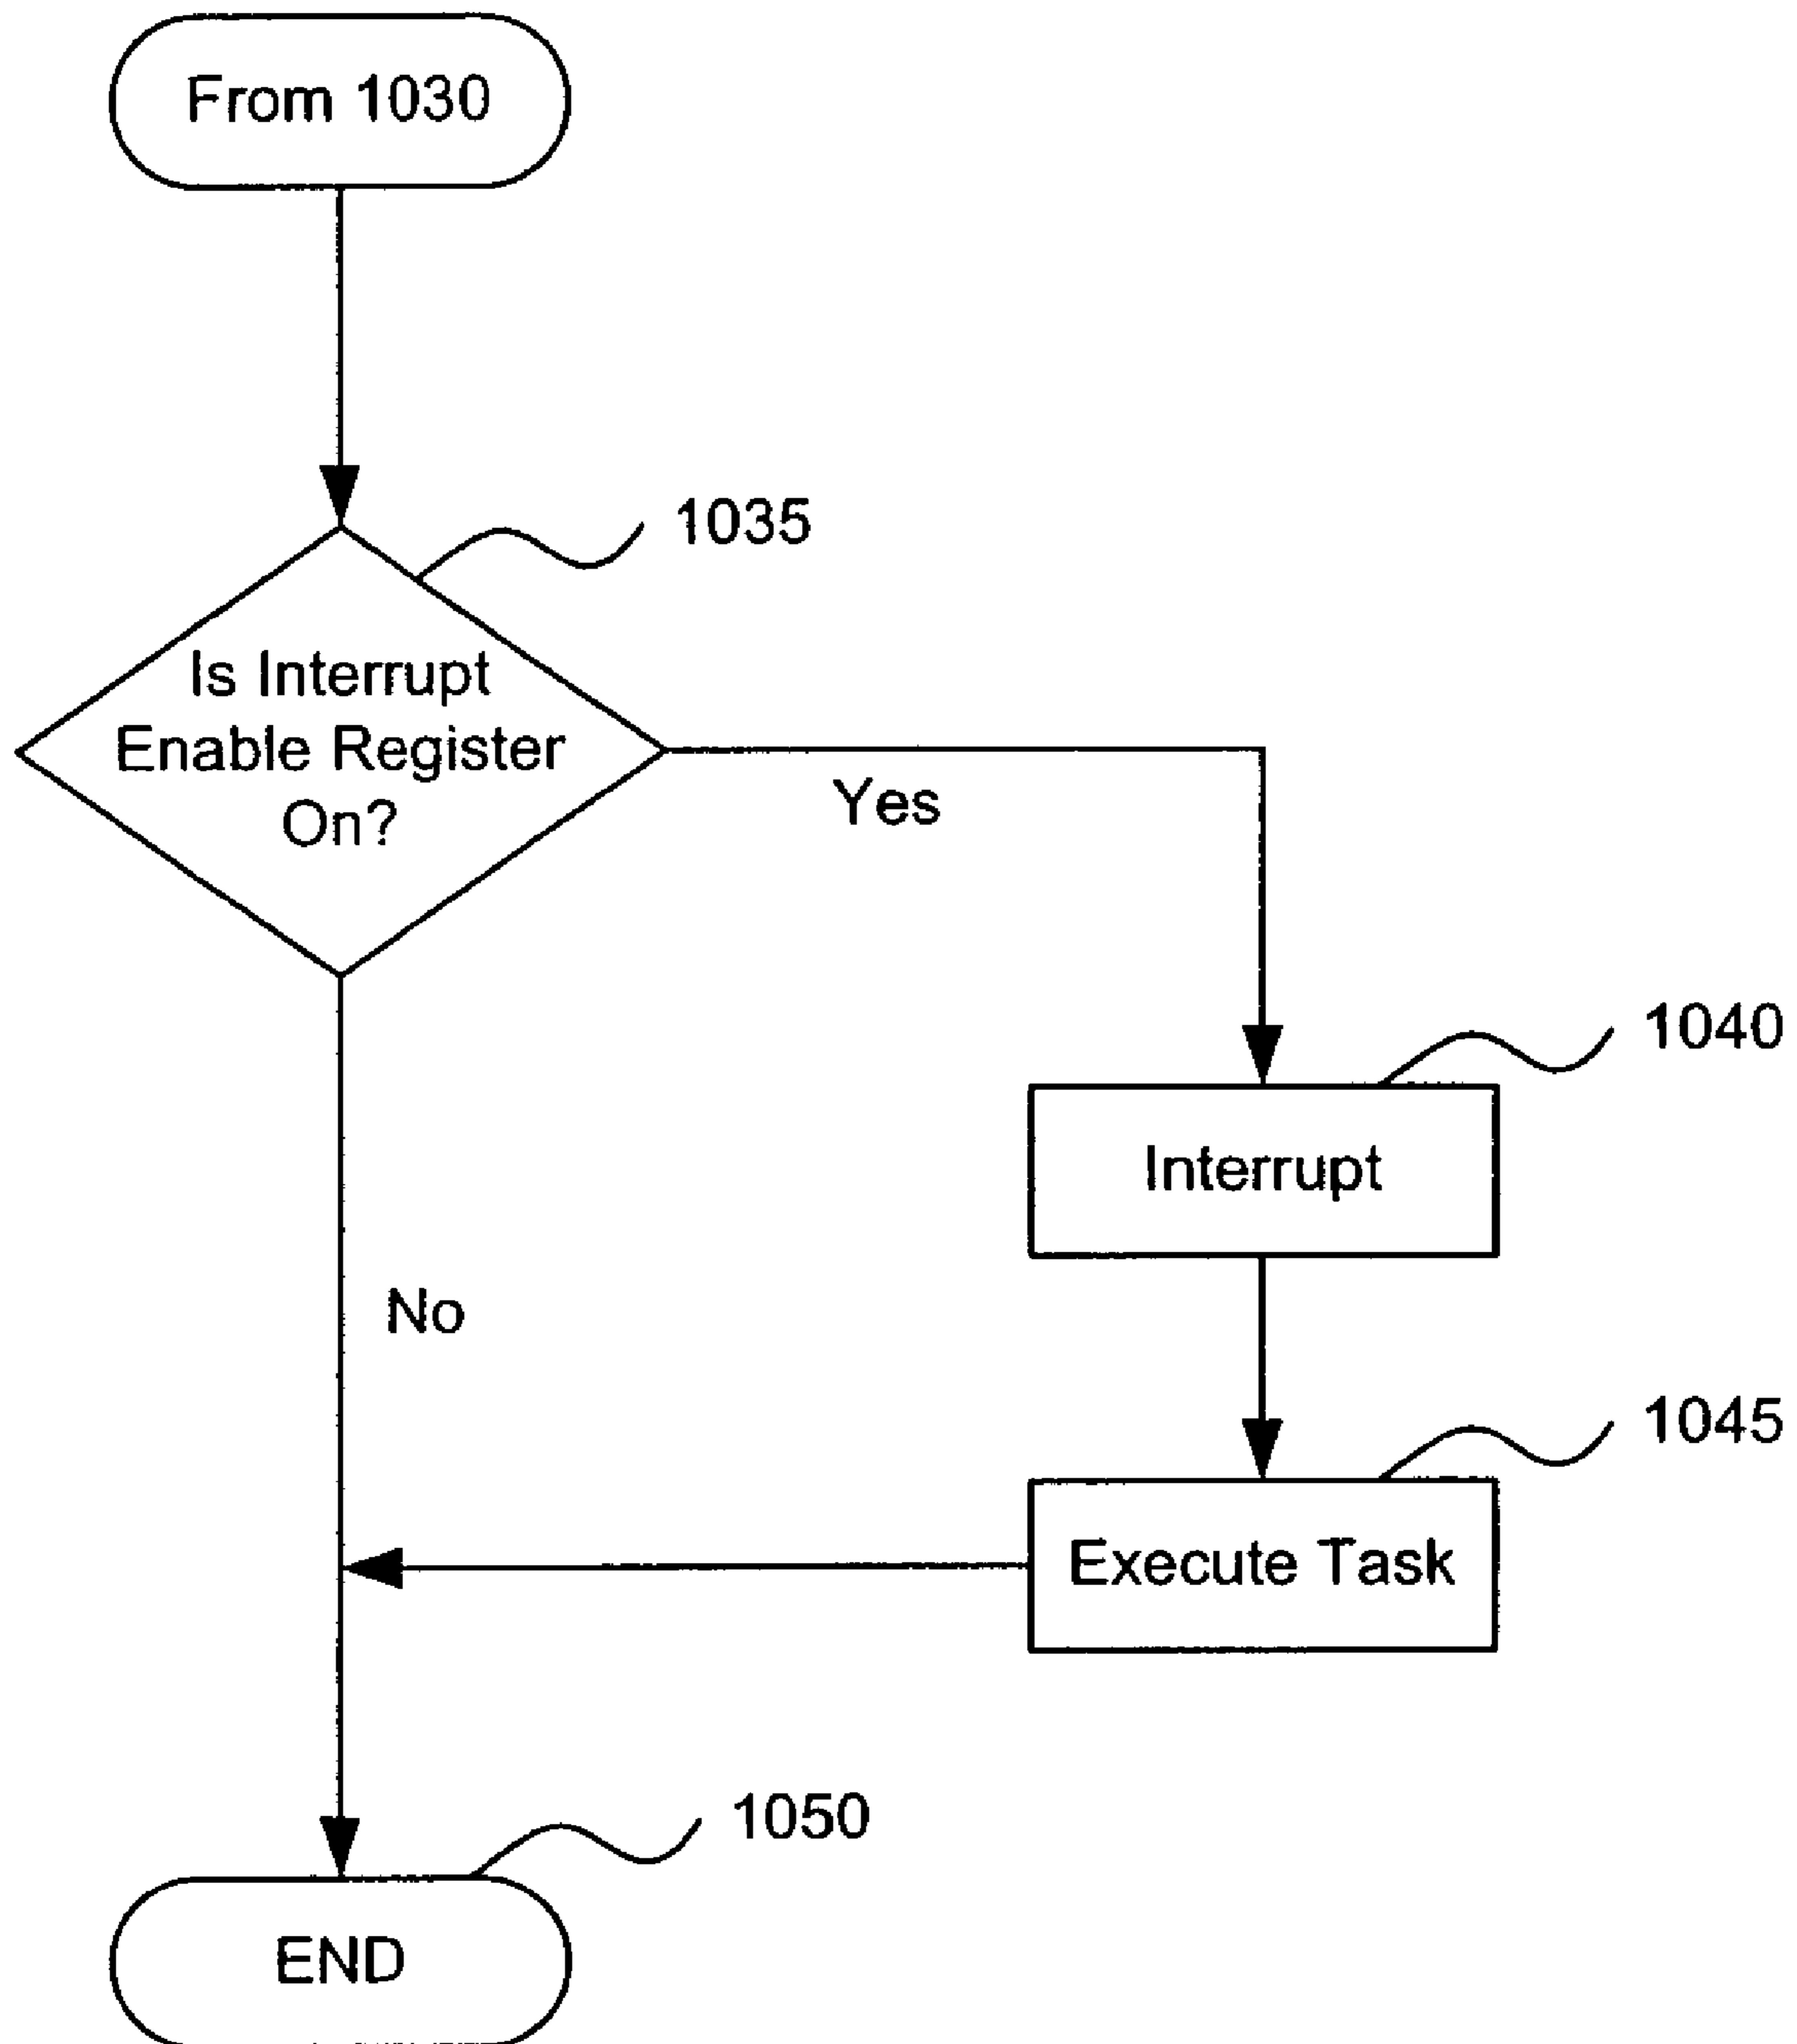 From 1030
1035
Is Interrupt
Enable Register
On?
Yes
1040
Interrupt
No
1045
Execute Task
1050
END